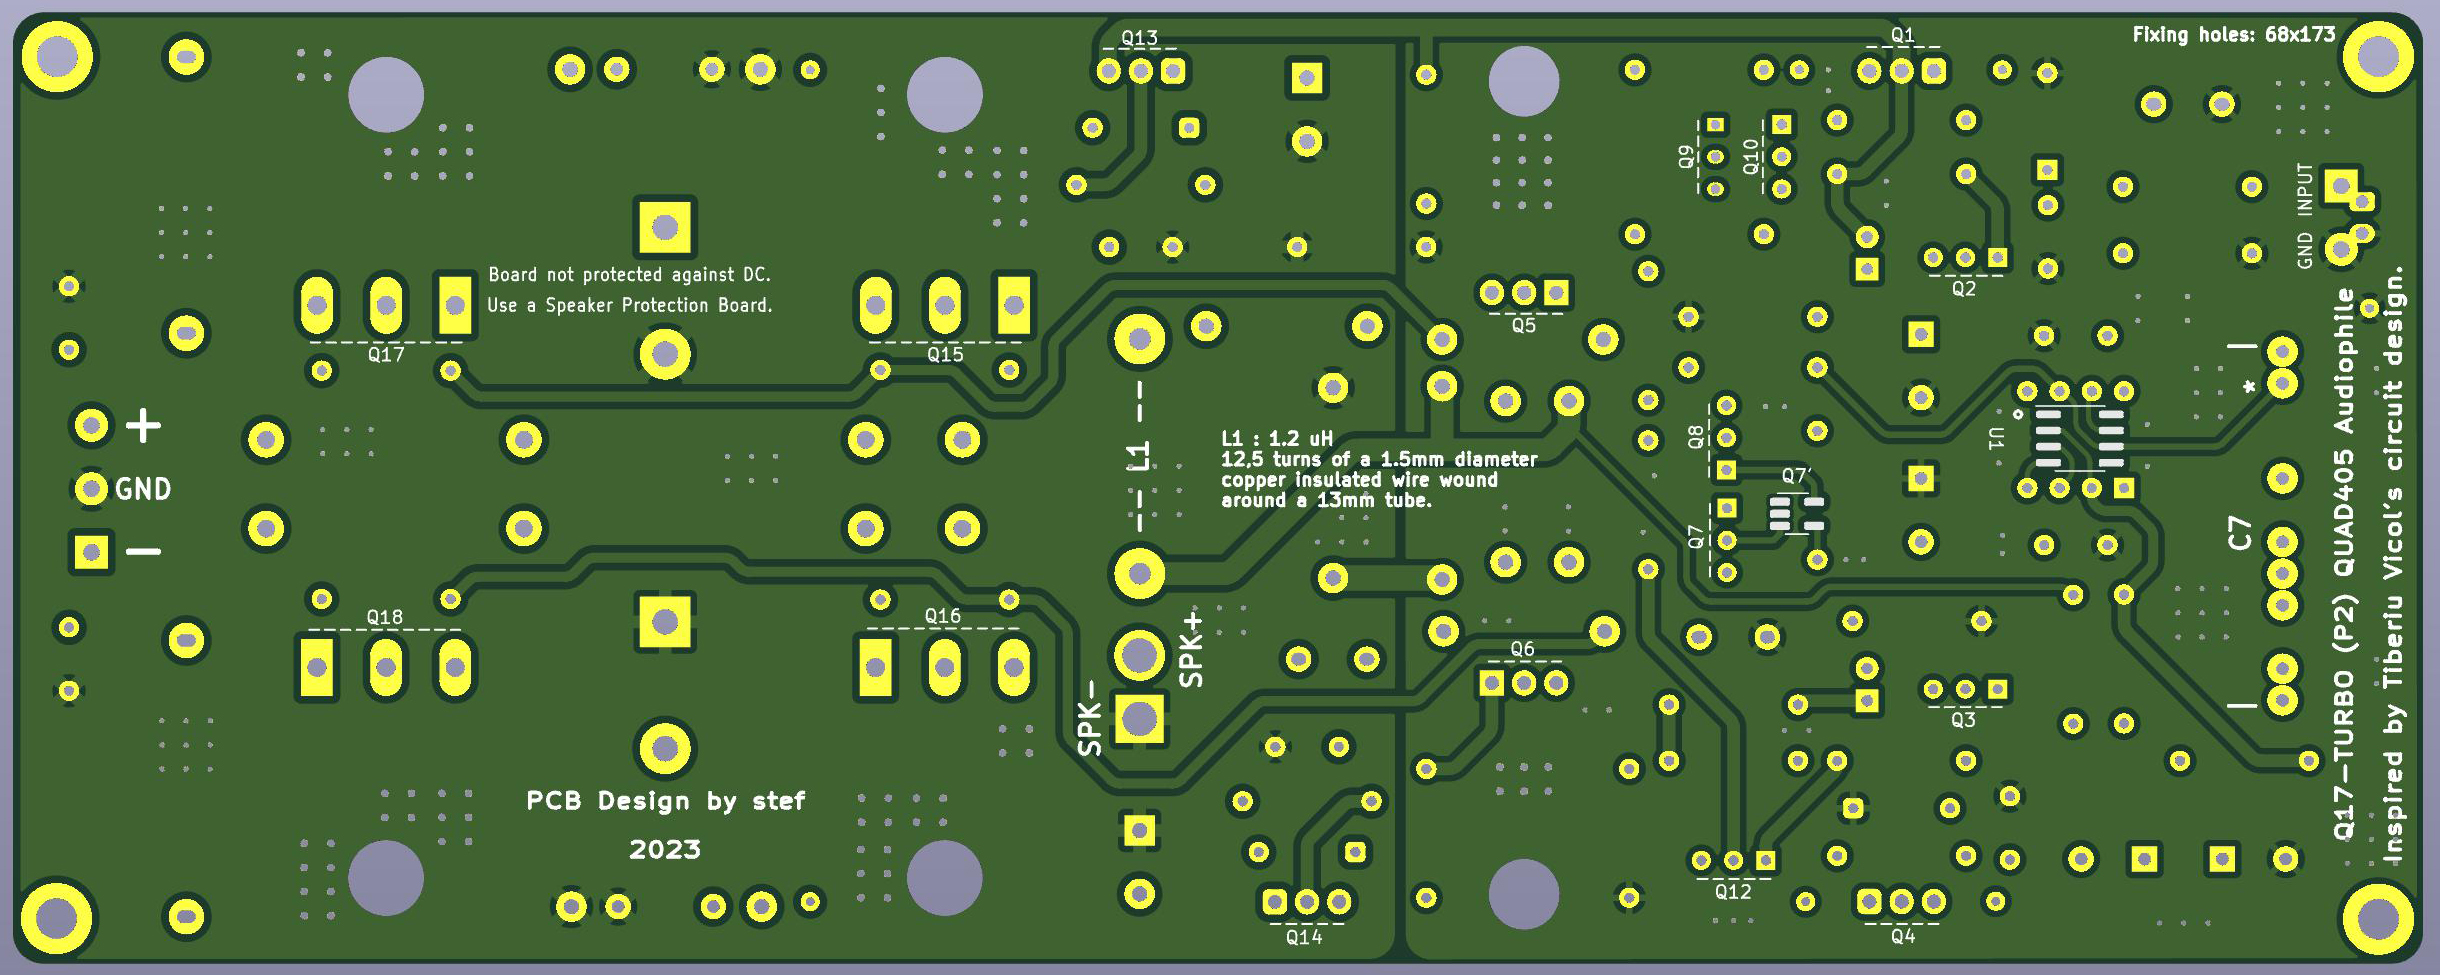 Q13
Q1
Fixing holes: 68x173
Q9
Q10
INPUT
GND
Board not protected against DC.
Use a Speaker Protection Board.
Q2
Q5
Q17
Q15
*
+
GND
−
-- L1 --
L1 : 1.2 uH
12,5 turns of a 1.5mm diameter
copper insulated wire wound
around a 13mm tube.
Q8
U1
Q7'
Q7
C7
Q17-TURBO (P2) QUAD405 Audiophile
Inspired by Tiberiu Vicol's circuit design.
Q18
Q16
SPK+
SPK-
Q6
Q3
PCB Design by stef
2023
Q12
Q14
Q4